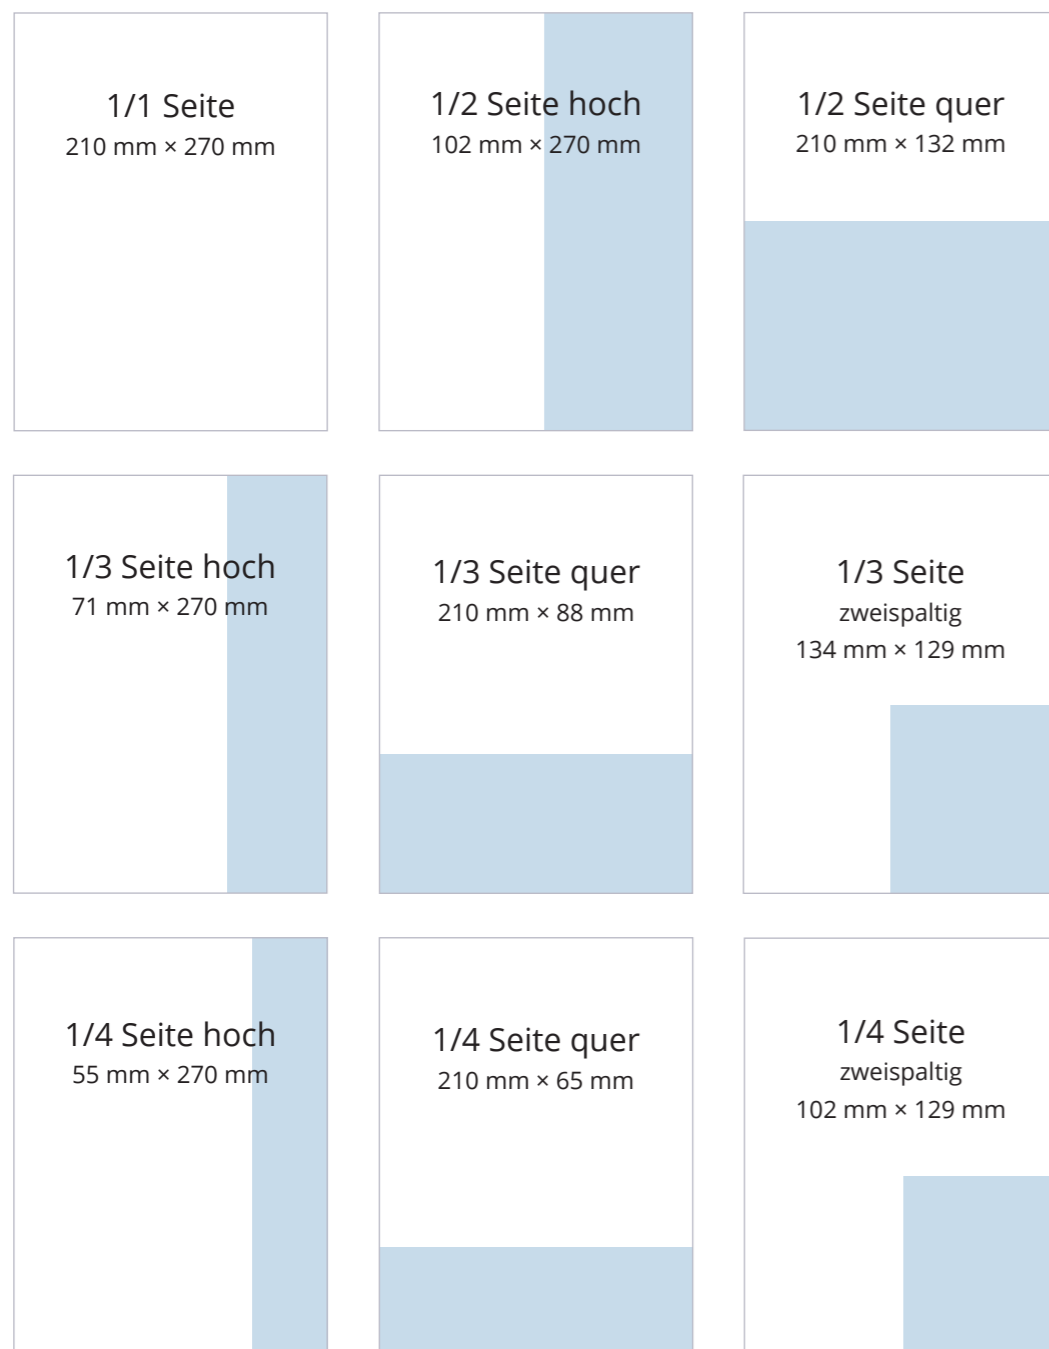 1/1 Seite
210 mm × 270 mm
1/2 Seite hoch
102 mm × 270 mm
1/2 Seite quer
210 mm × 132 mm
1/3 Seite hoch
71 mm × 270 mm
1/3 Seite quer
210 mm × 88 mm
1/3 Seite
zweispaltig
134 mm × 129 mm
1/4 Seite hoch
55 mm × 270 mm
1/4 Seite quer
210 mm × 65 mm
1/4 Seite
zweispaltig
102 mm × 129 mm